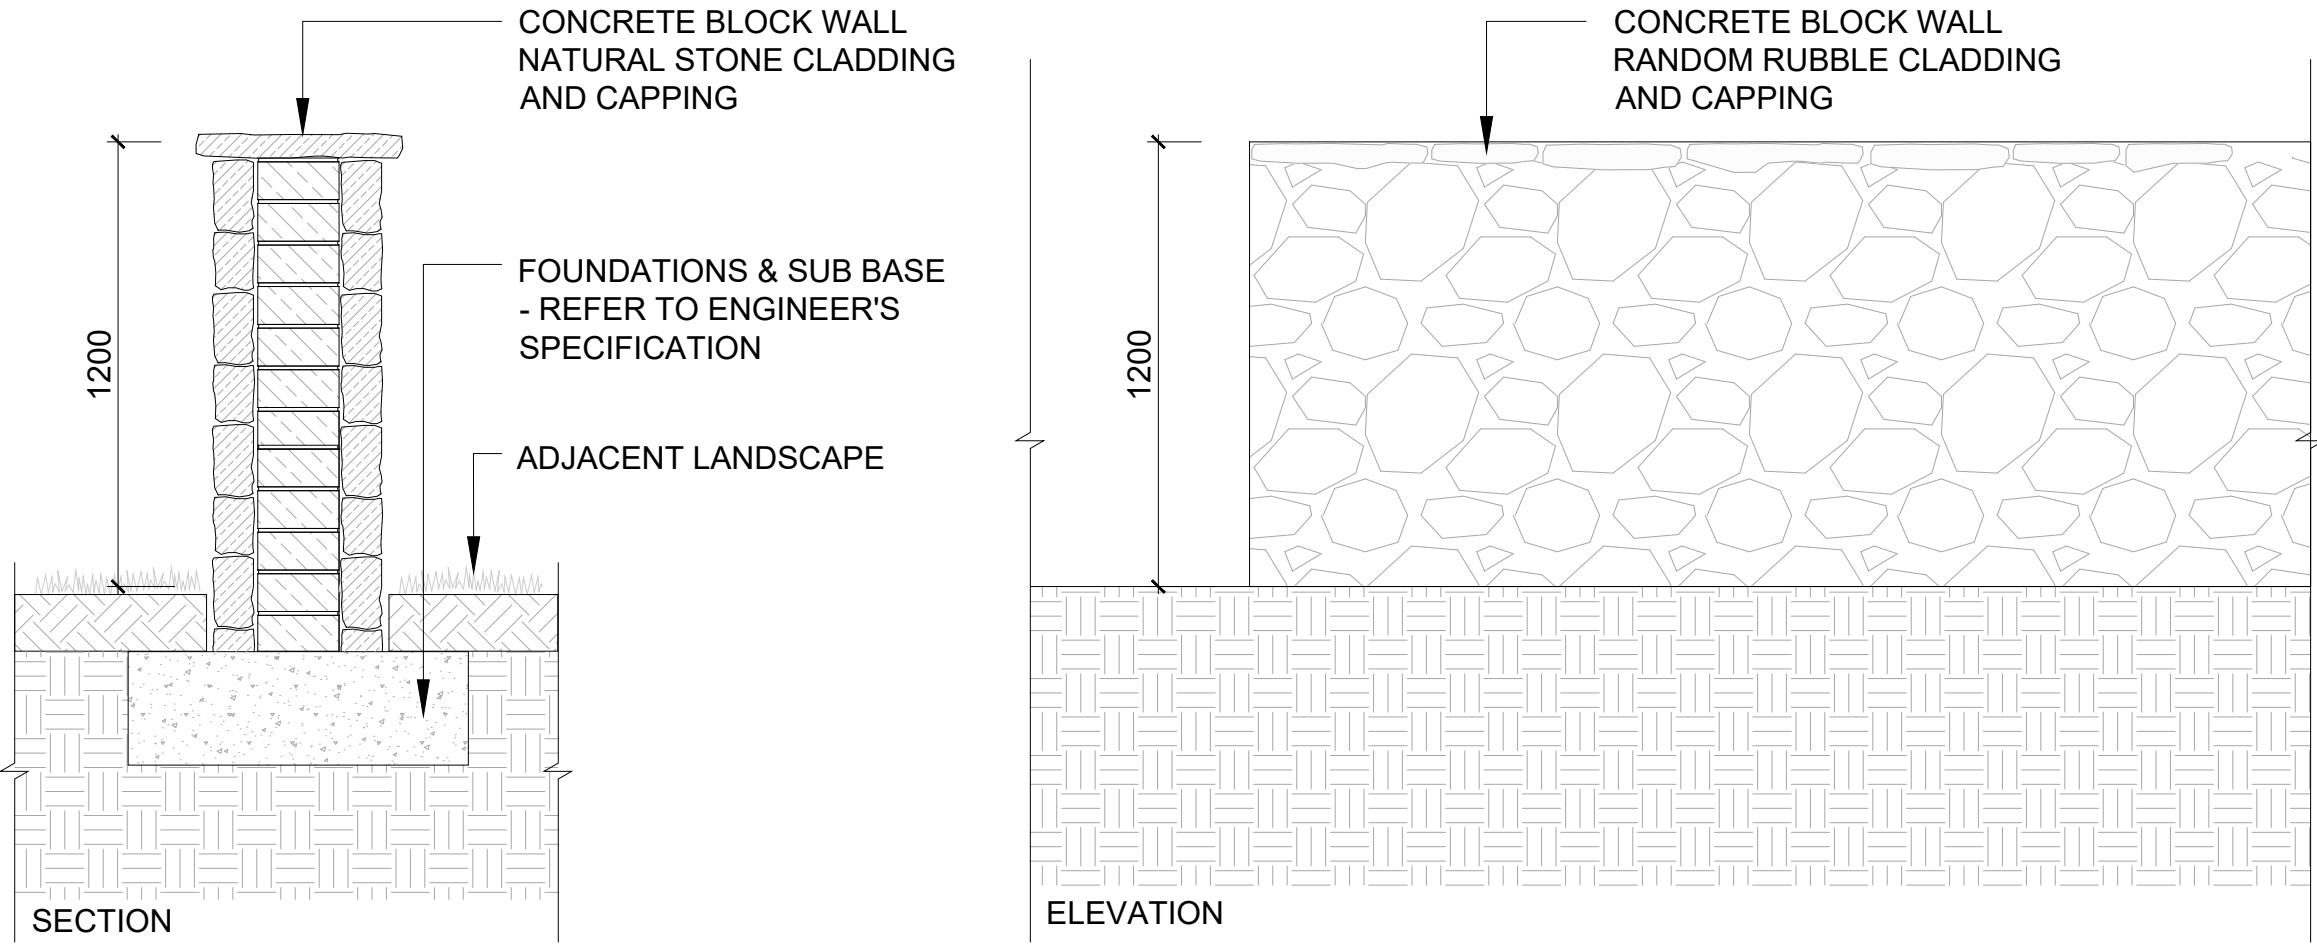 CONCRETE BLOCK WALL
NATURAL STONE CLADDING
AND CAPPING
1200
FOUNDATIONS & SUB BASE
- REFER TO ENGINEER'S
SPECIFICATION
ADJACENT LANDSCAPE
SECTION
CONCRETE BLOCK WALL
RANDOM RUBBLE CLADDING
AND CAPPING
1200
ELEVATION